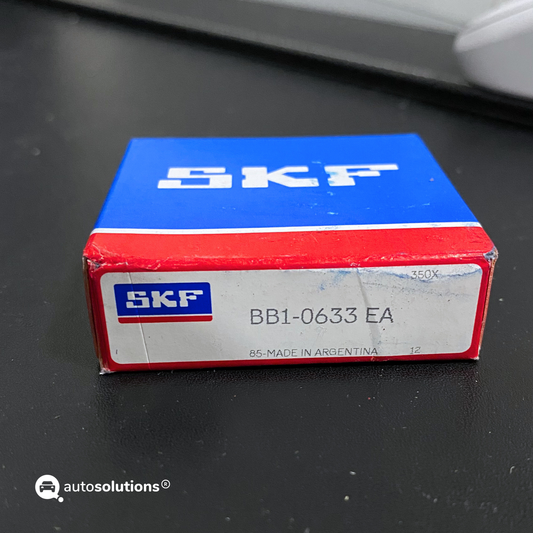 SKF
350X
SKF
BB1-0633 EA
85-MADE IN ARGENTINA 12
autosolutions®